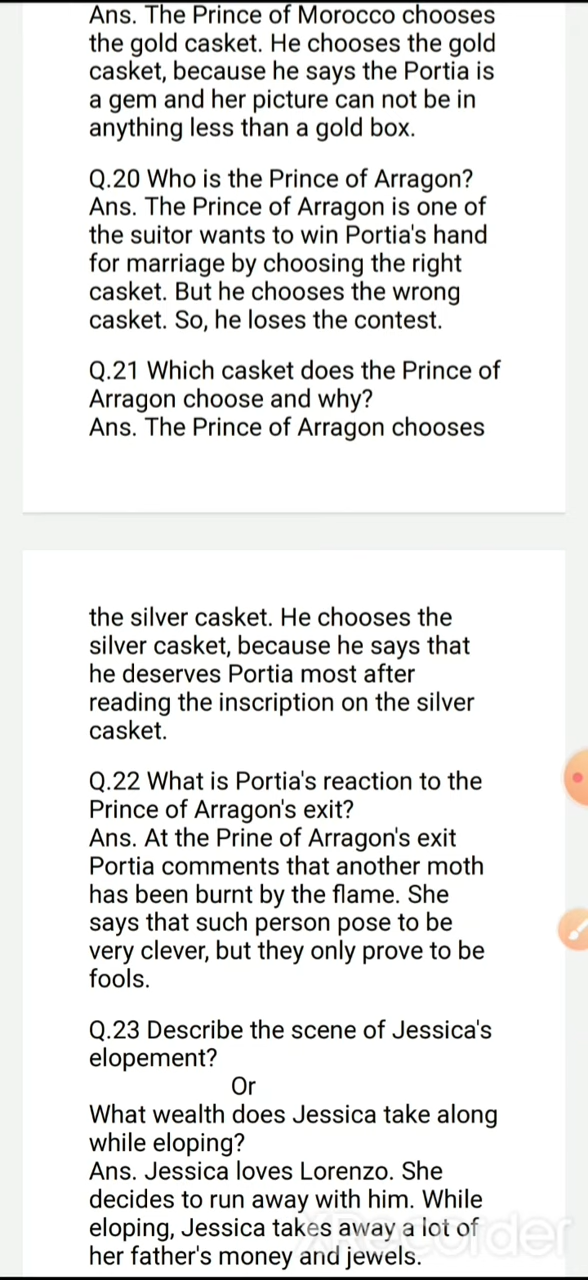 Ans. The Prince of Morocco chooses
the gold casket. He chooses the gold
casket, because he says the Portia is
a gem and her picture can not be in
anything less than a gold box.
Q.20 Who is the Prince of Arragon?
Ans. The Prince of Arragon is one of
the suitor wants to win Portia's hand
for marriage by choosing the right
casket. But he chooses the wrong
casket. So, he loses the contest.
Q.21 Which casket does the Prince of
Arragon choose and why?
Ans. The Prince of Arragon chooses
the silver casket. He chooses the
silver casket, because he says that
he deserves Portia most after
reading the inscription on the silver
casket.
Q.22 What is Portia's reaction to the
Prince of Arragon's exit?
Ans. At the Prine of Arragon's exit
Portia comments that another moth
has been burnt by the flame. She
says that such person pose to be
very clever, but they only prove to be
fools.
Q.23 Describe the scene of Jessica's
elopement?
Or
What wealth does Jessica take along
while eloping?
Ans. Jessica loves Lorenzo. She
decides to run away with him. While
eloping, Jessica takes away a lot of
her father's money and jewels.
XRecorder